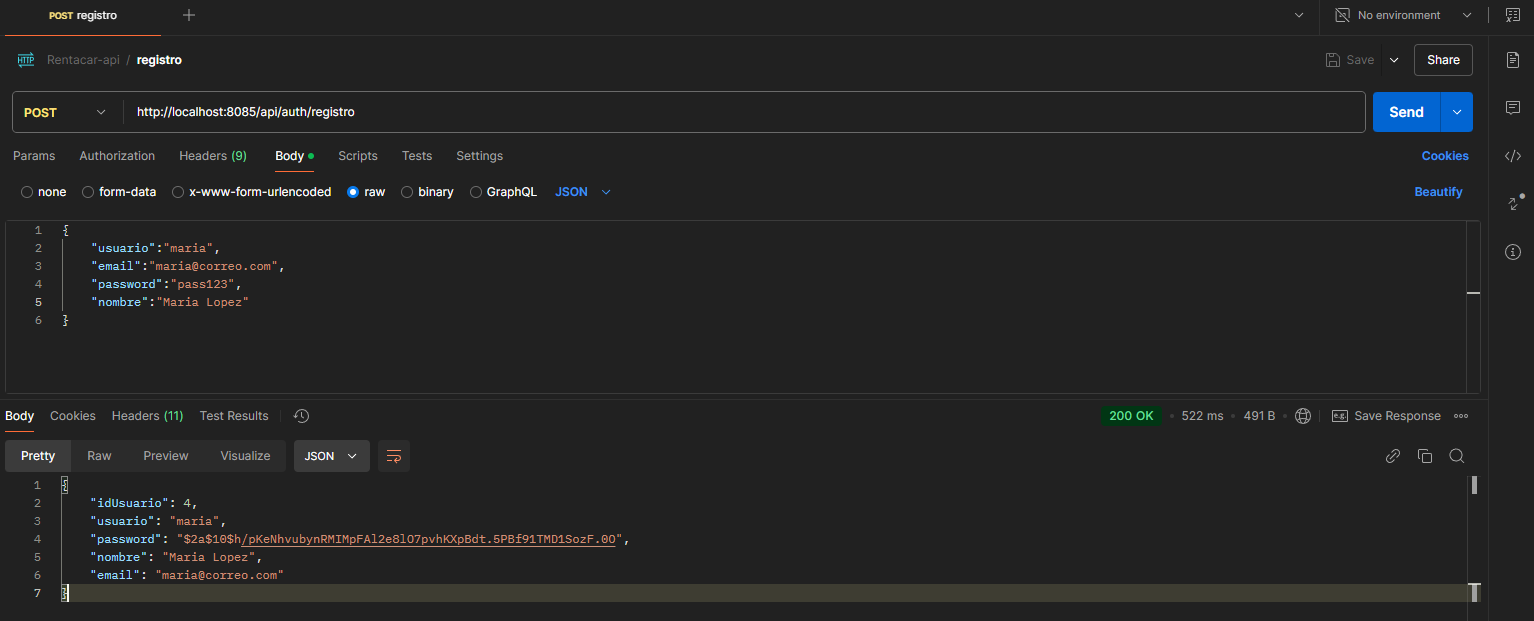 POST registro
No environment
Rentacar-api / registro
Save
Share
POST
http://localhost:8085/api/auth/registro
Send
Params Authorization Headers (9) Body Scripts Tests Settings
Cookies
none form-data x-www-form-urlencoded raw binary GraphQL JSON
Beautify
1 {
2 "usuario":"maria",
3 "email":"maria@correo.com",
4 "password":"pass123",
5 "nombre":"Maria Lopez"
6 }
Body Cookies Headers (11) Test Results
200 OK 522 ms 491 B
e.g. Save Response
Pretty Raw Preview Visualize JSON
1 {
2 "idUsuario": 4,
3 "usuario": "maria",
4 "password": "$2a$10$h/pKeNhvubynRMIMpFAl2e8lO7pvhKXpBdt.5PBf91TMD1SozF.0O",
5 "nombre": "Maria Lopez",
6 "email": "maria@correo.com"
7 }